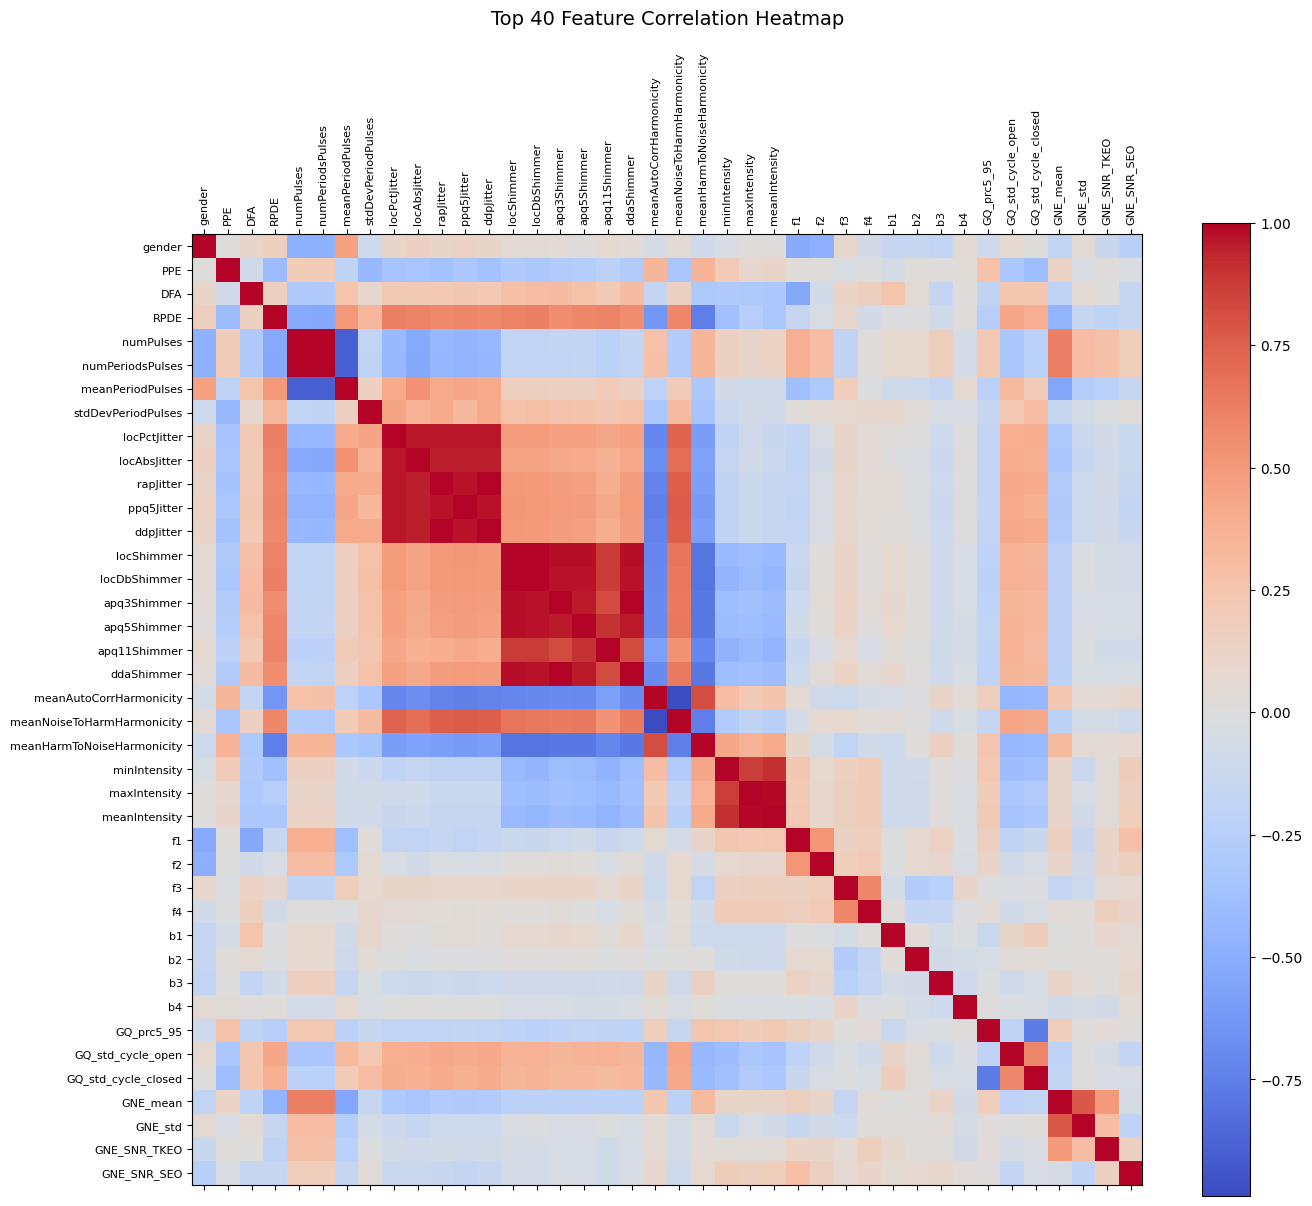 Top 40 Feature Correlation Heatmap
gender
PPE
DFA
RPDE
numPulses
numPeriodsPulses
meanPeriodPulses
stdDevPeriodPulses
locPctJitter
locAbsJitter
rapJitter
ppq5Jitter
ddpJitter
locShimmer
locDbShimmer
apq3Shimmer
apq5Shimmer
apq11Shimmer
ddaShimmer
meanAutoCorrHarmonicity
meanNoiseToHarmHarmonicity
meanHarmToNoiseHarmonicity
minIntensity
maxIntensity
meanIntensity
f1
f2
f3
f4
b1
b2
b3
b4
GQ_prc5_95
GQ_std_cycle_open
GQ_std_cycle_closed
GNE_mean
GNE_std
GNE_SNR_TKEO
GNE_SNR_SEO
gender
PPE
DFA
RPDE
numPulses
numPeriodsPulses
meanPeriodPulses
stdDevPeriodPulses
locPctJitter
locAbsJitter
rapJitter
ppq5Jitter
ddpJitter
locShimmer
locDbShimmer
apq3Shimmer
apq5Shimmer
apq11Shimmer
ddaShimmer
meanAutoCorrHarmonicity
meanNoiseToHarmHarmonicity
meanHarmToNoiseHarmonicity
minIntensity
maxIntensity
meanIntensity
f1
f2
f3
f4
b1
b2
b3
b4
GQ_prc5_95
GQ_std_cycle_open
GQ_std_cycle_closed
GNE_mean
GNE_std
GNE_SNR_TKEO
GNE_SNR_SEO
1.00
0.75
0.50
0.25
0.00
−0.25
−0.50
−0.75